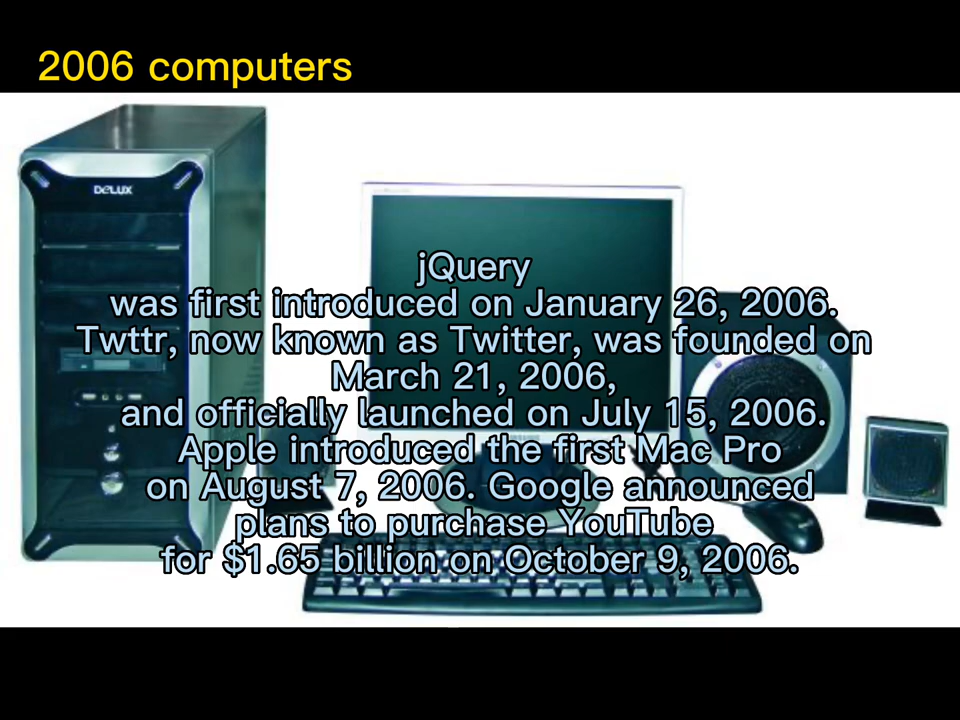 2006 computers
DELUX
jQuery
was first introduced on January 26, 2006.
Twttr, now known as Twitter, was founded on
March 21, 2006,
and officially launched on July 15, 2006.
Apple introduced the first Mac Pro
on August 7, 2006. Google announced
plans to purchase YouTube
for $1.65 billion on October 9, 2006.